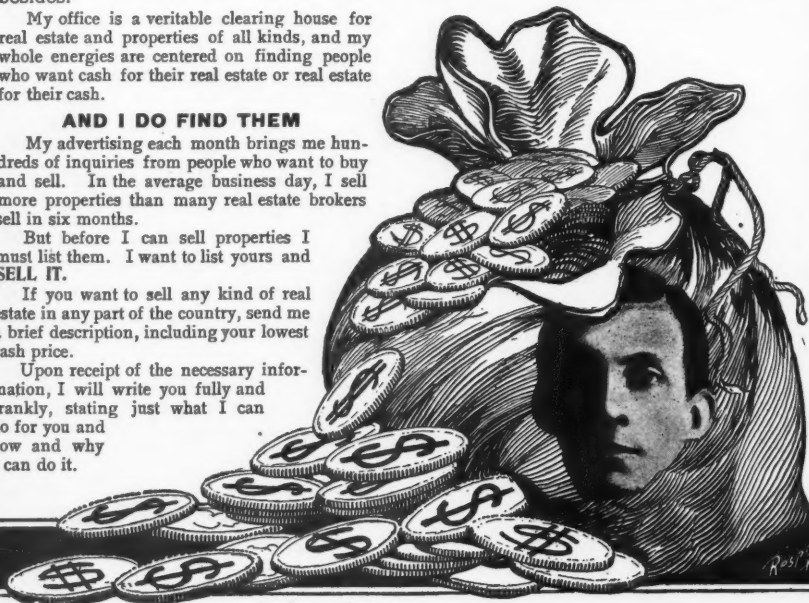 My office is a veritable clearing house for
real estate and properties of all kinds, and my
whole energies are centered on finding people
who want cash for their real estate or real estate
for their cash.
AND I DO FIND THEM
My advertising each month brings me hun-
dreds of inquiries from people who want to buy
and sell. In the average business day, I sell
more properties than many real estate brokers
sell in six months.
But before I can sell properties I
must list them. I want to list yours and
SELL IT.
If you want to sell any kind of real
state in any part of the country, send me
brief description, including your lowest
ash price.
Upon receipt of the necessary infor-
nation, I will write you fully and
rankly, stating just what I can
o for you and
ow and why
can do it.